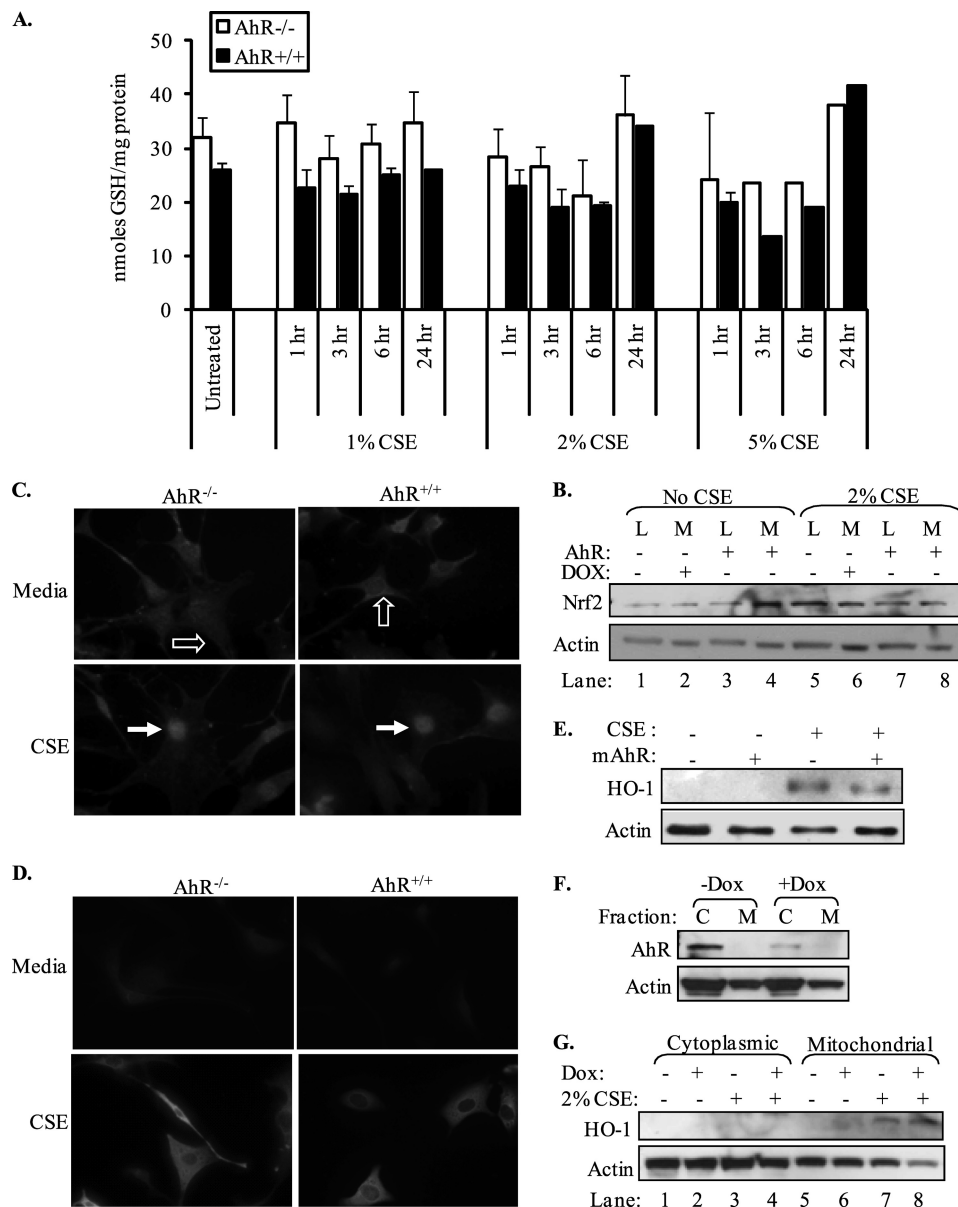 A.
AhR-/-
AhR+/+
nmoles GSH/mg protein
50
40
30
20
10
0
Untreated
1 hr
3 hr
6 hr
24 hr
1 hr
3 hr
6 hr
24 hr
1 hr
3 hr
6 hr
24 hr
1% CSE
2% CSE
5% CSE
C.
AhR-/-
AhR+/+
Media
CSE
B.
No CSE 2% CSE
L M L M L M L M
AhR: - - + + - - + +
DOX: - + - - - + - -
Nrf2
Actin
Lane: 1 2 3 4 5 6 7 8
E.
CSE : - - + +
mAhR: - + - +
HO-1
Actin
D.
AhR-/-
AhR+/+
Media
CSE
F.
-Dox +Dox
Fraction: C M C M
AhR
Actin
G.
Cytoplasmic Mitochondrial
Dox: - + - + - + - +
2% CSE: - - + + - - + +
HO-1
Actin
Lane: 1 2 3 4 5 6 7 8